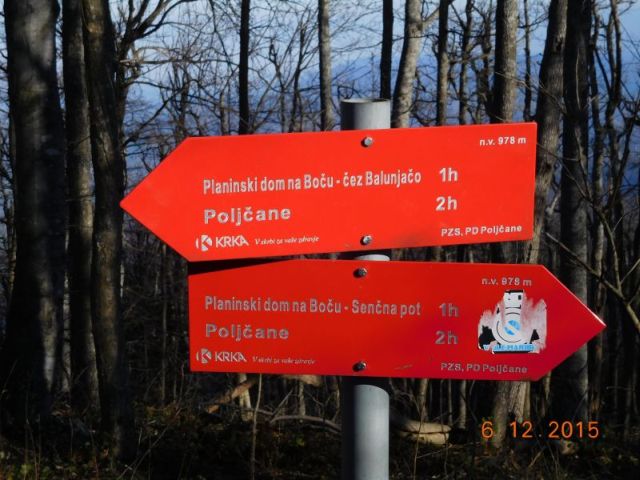 n.v. 978 m
Planinski dom na Boču - čez Balunjačo 1h
Poljčane 2h
KRKA V skrbi za vaše zdravje
PZS, PD Poljčane
n.v. 978 m
Planinski dom na Boču - Senčna pot 1h
Poljčane 2h
KRKA V skrbi za vaše zdravje
PZS, PD Poljčane
6 12 2015